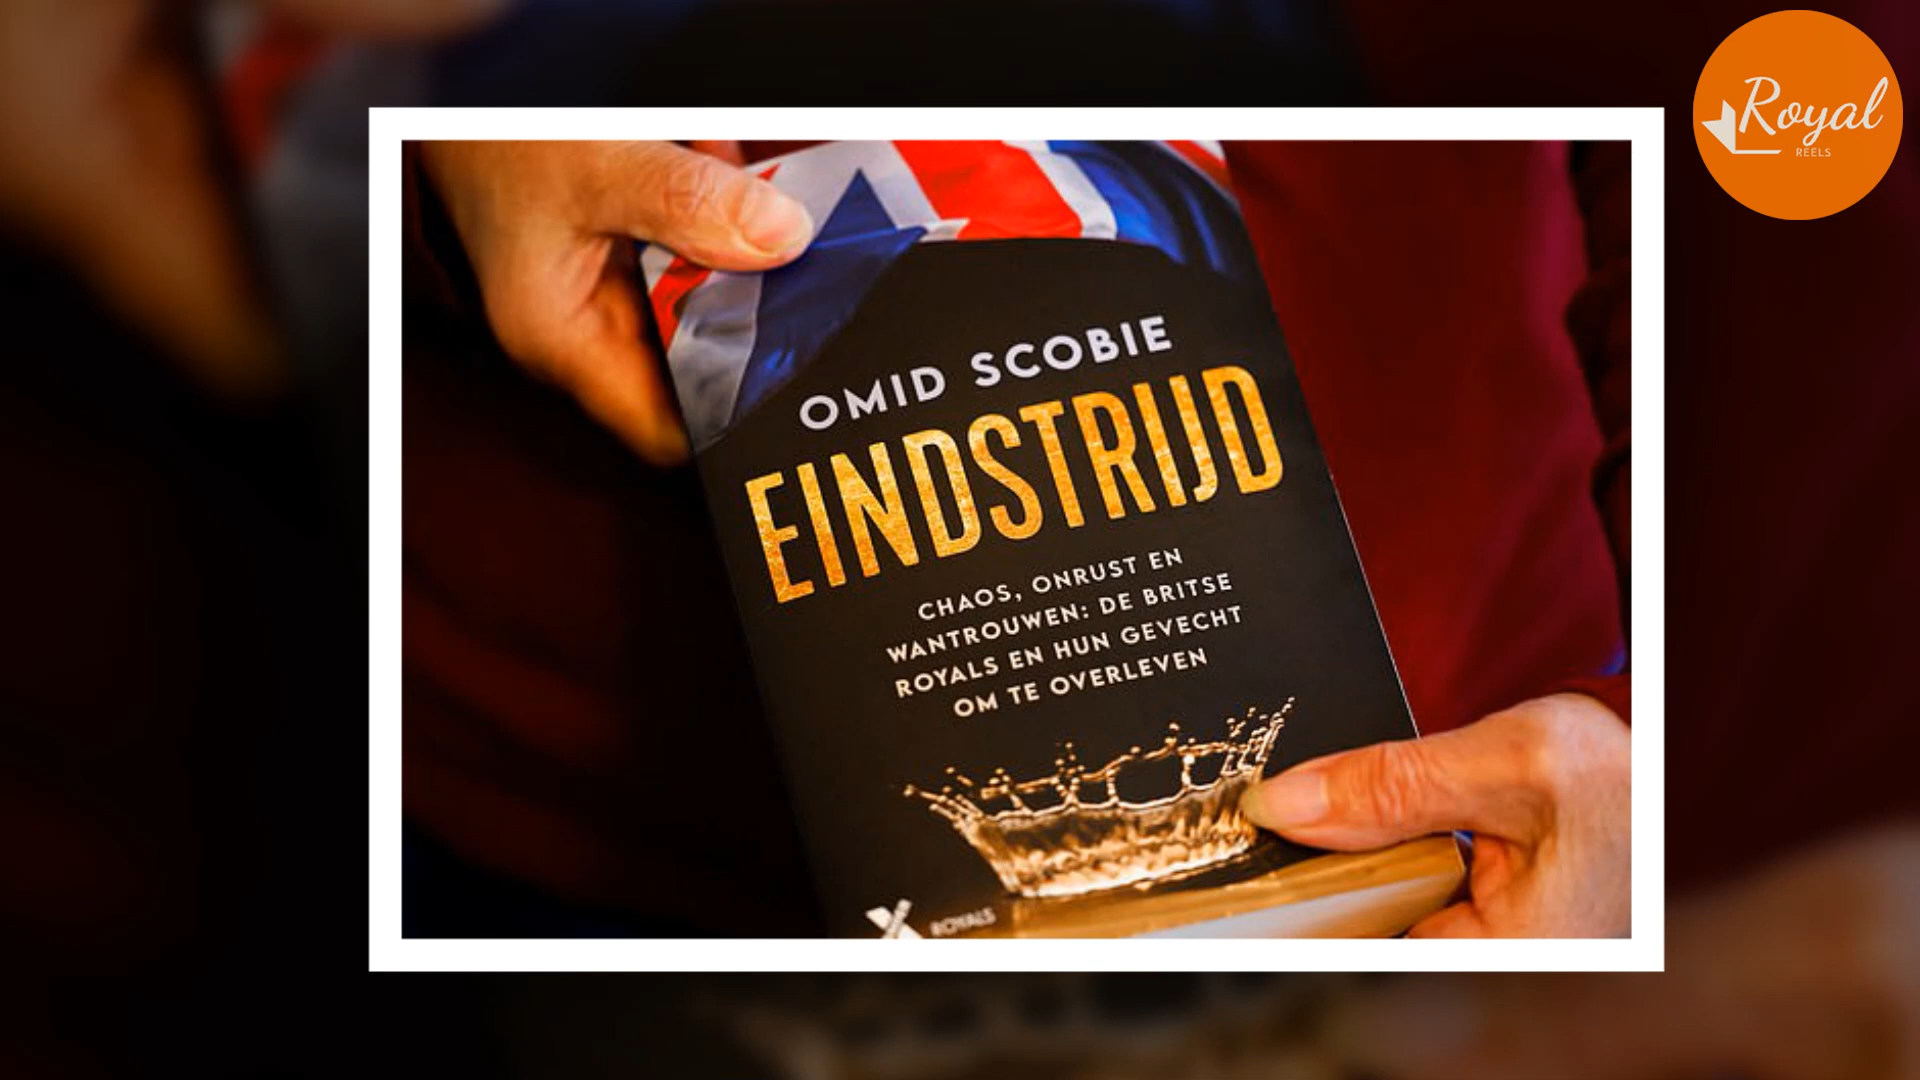 Royal
REELS
OMID SCOBIE
EINDSTRIJD
CHAOS, ONRUST EN
WANTROUWEN: DE BRITSE
ROYALS EN HUN GEVECHT
OM TE OVERLEVEN
ROYALS